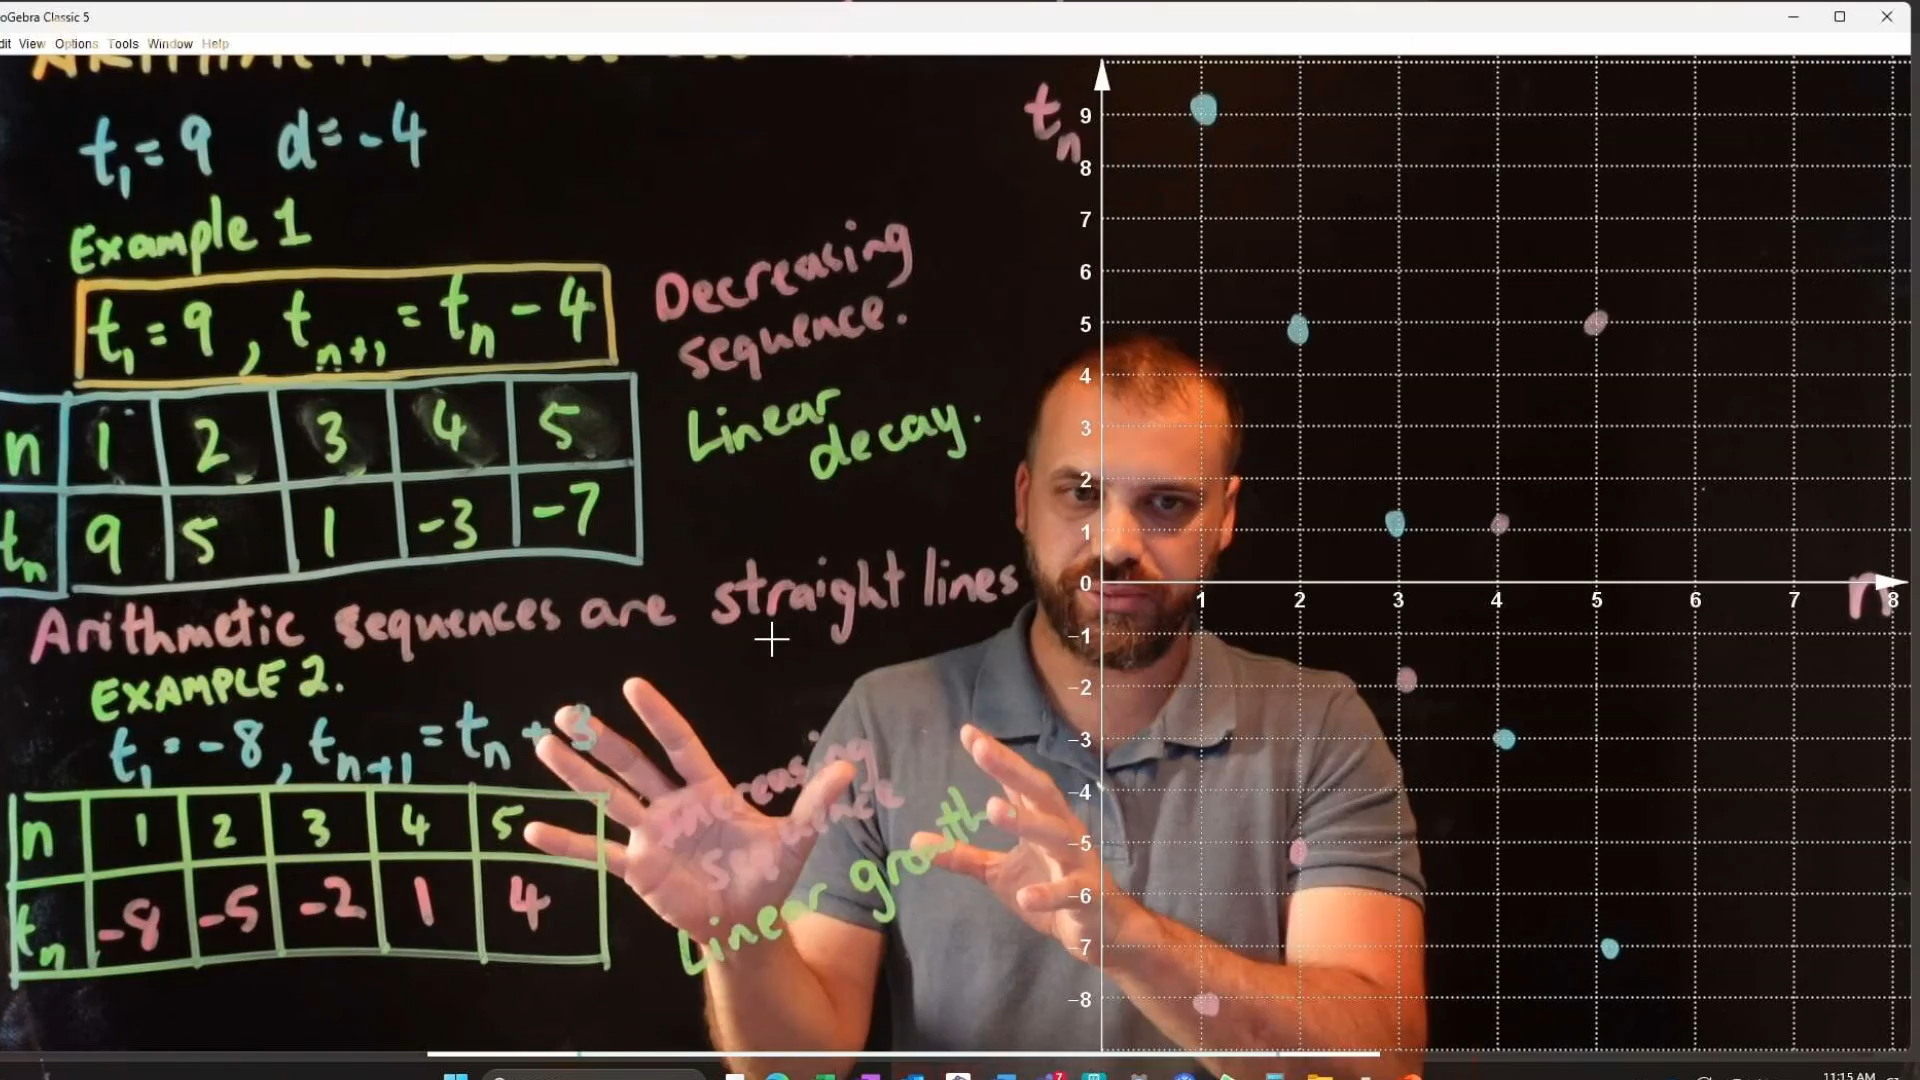 oGebra Classic 5
dit View Options Tools Window Help
t₁ = 9 d = -4
Example 1
t₁ = 9 , tₙ₊₁ = tₙ - 4
Decreasing
sequence.
Linear
decay.
n 1 2 3 4 5
tₙ 9 5 1 -3 -7
Arithmetic sequences are straight lines
EXAMPLE 2.
t₁ = -8 , tₙ₊₁ = tₙ + 3
n 1 2 3 4 5
tₙ -8 -5 -2 1 4
Increasing
sequence
Linear growth.
tₙ
9
8
7
6
5
4
3
2
1
0 1 2 3 4 5 6 7 n 8
−1
−2
−3
−4
−5
−6
−7
−8
7
11:15 AM